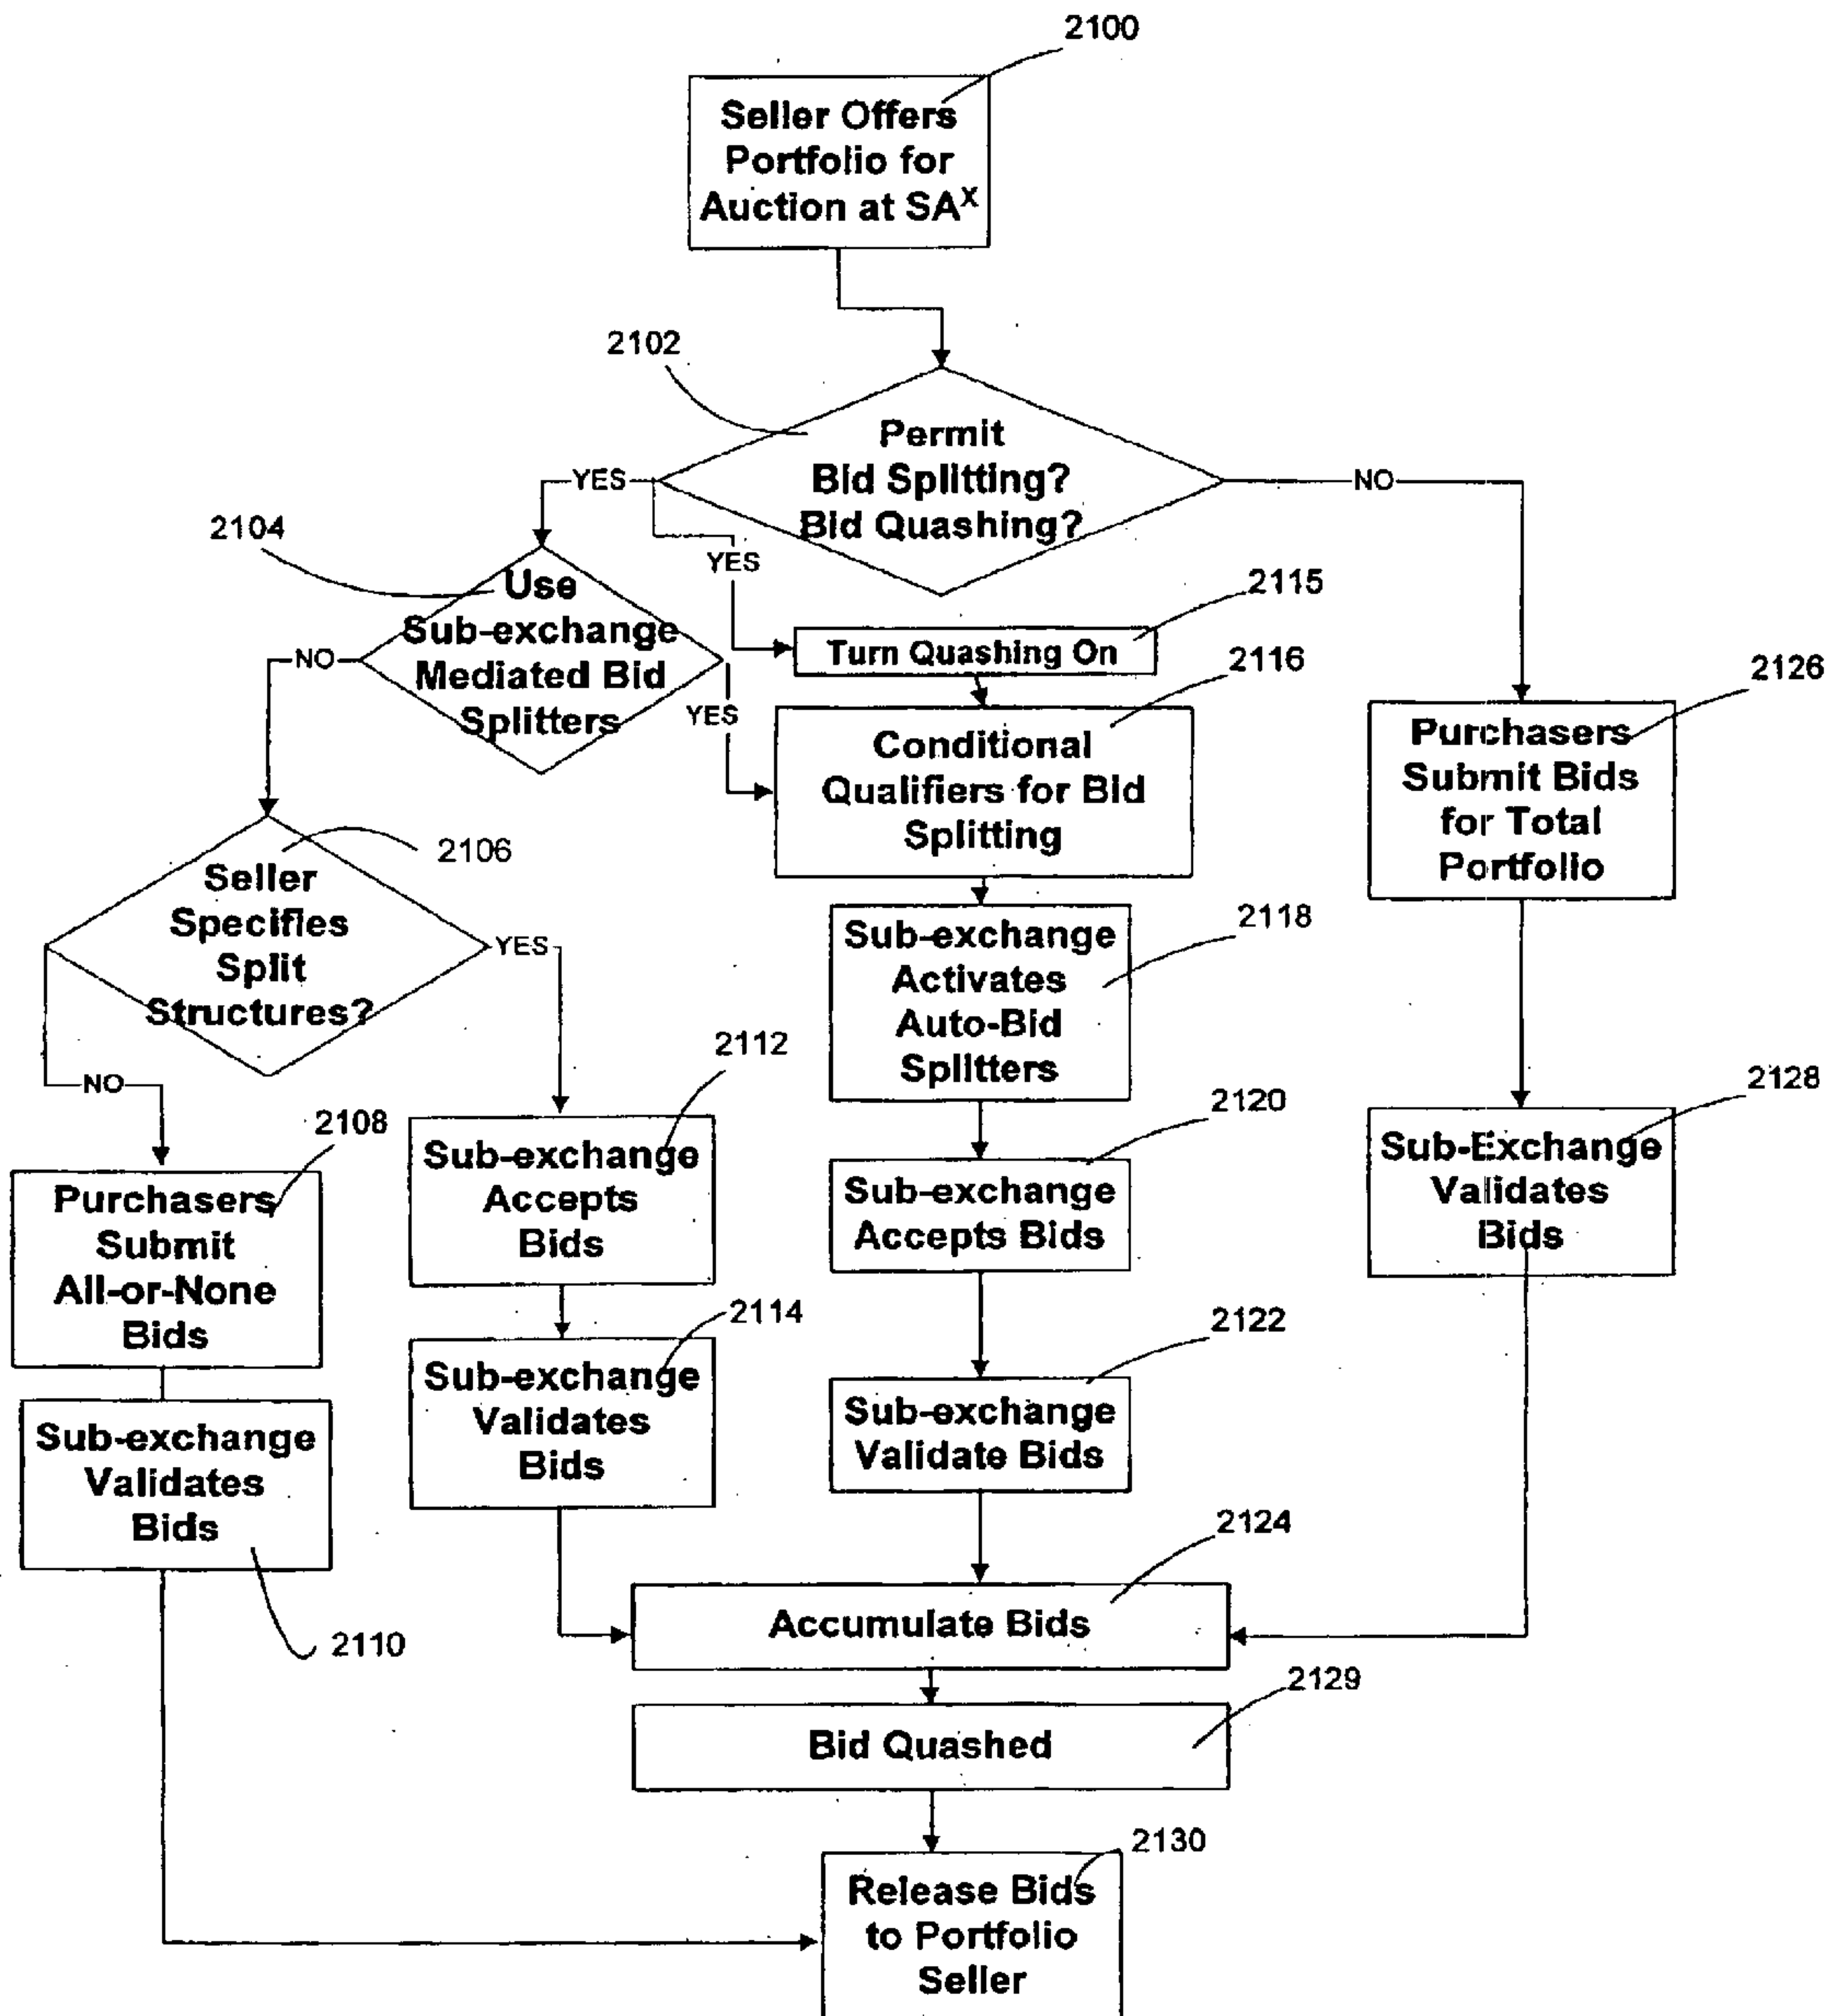 2100
Seller Offers
Portfolio for
Auction at SAX
2102
Permit
Bid Splitting?
Bid Quashing?
YES
NO
YES
2104
Use
Sub-exchange
Mediated Bid
Splitters
NO
YES
2115
Turn Quashing On
2116
Conditional
Qualifiers for Bid
Splitting
2126
Purchasers
Submit Bids
for Total
Portfolio
2106
Seller
Specifies
Split
Structures?
YES
NO
2118
Sub-exchange
Activates
Auto-Bid
Splitters
2108
Purchasers
Submit
All-or-None
Bids
2112
Sub-exchange
Accepts
Bids
2120
Sub-exchange
Accepts Bids
2128
Sub-Exchange
Validates
Bids
2110
Sub-exchange
Validates
Bids
2114
Sub-exchange
Validates
Bids
2122
Sub-exchange
Validate Bids
2124
Accumulate Bids
2129
Bid Quashed
2130
Release Bids
to Portfolio
Seller